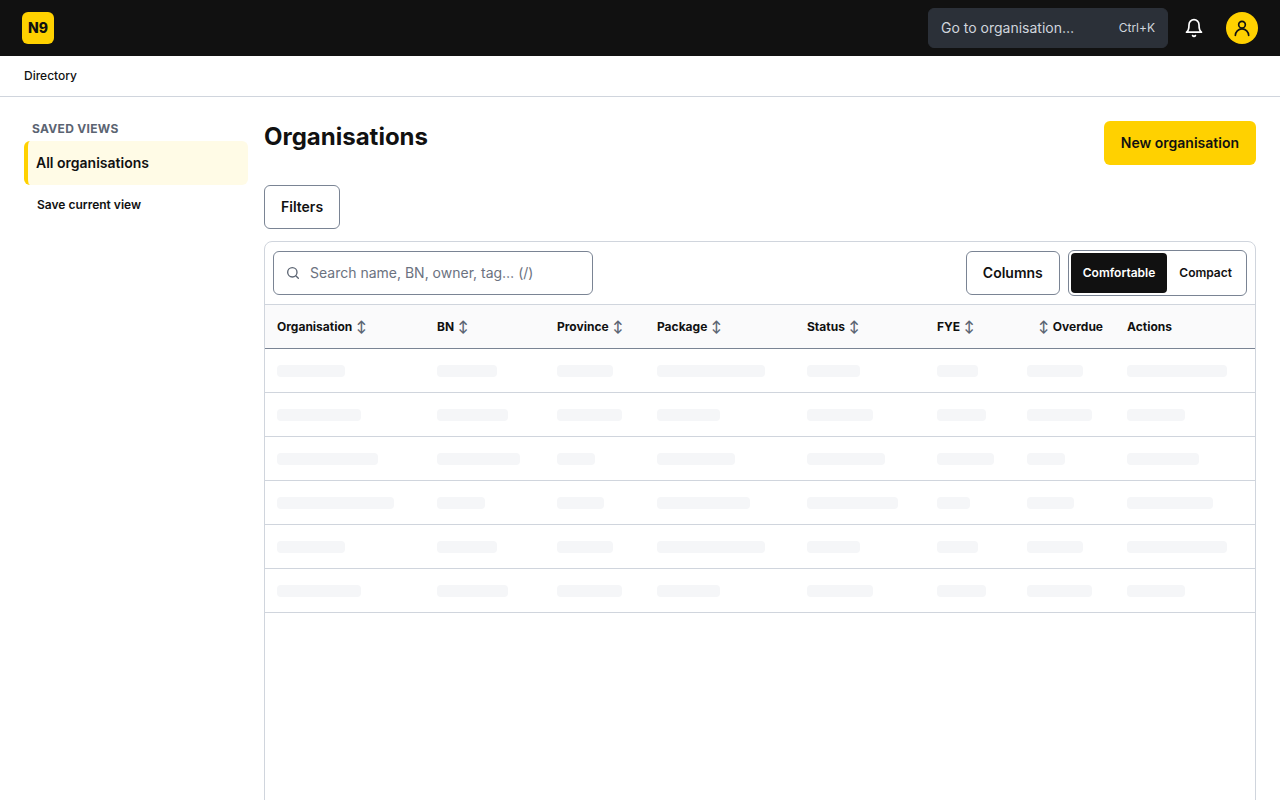 N9
Go to organisation... Ctrl+K
Directory
SAVED VIEWS
All organisations
Save current view
Organisations
New organisation
Filters
Search name, BN, owner, tag... (/)
Columns
Comfortable Compact
Organisation BN Province Package Status FYE Overdue Actions